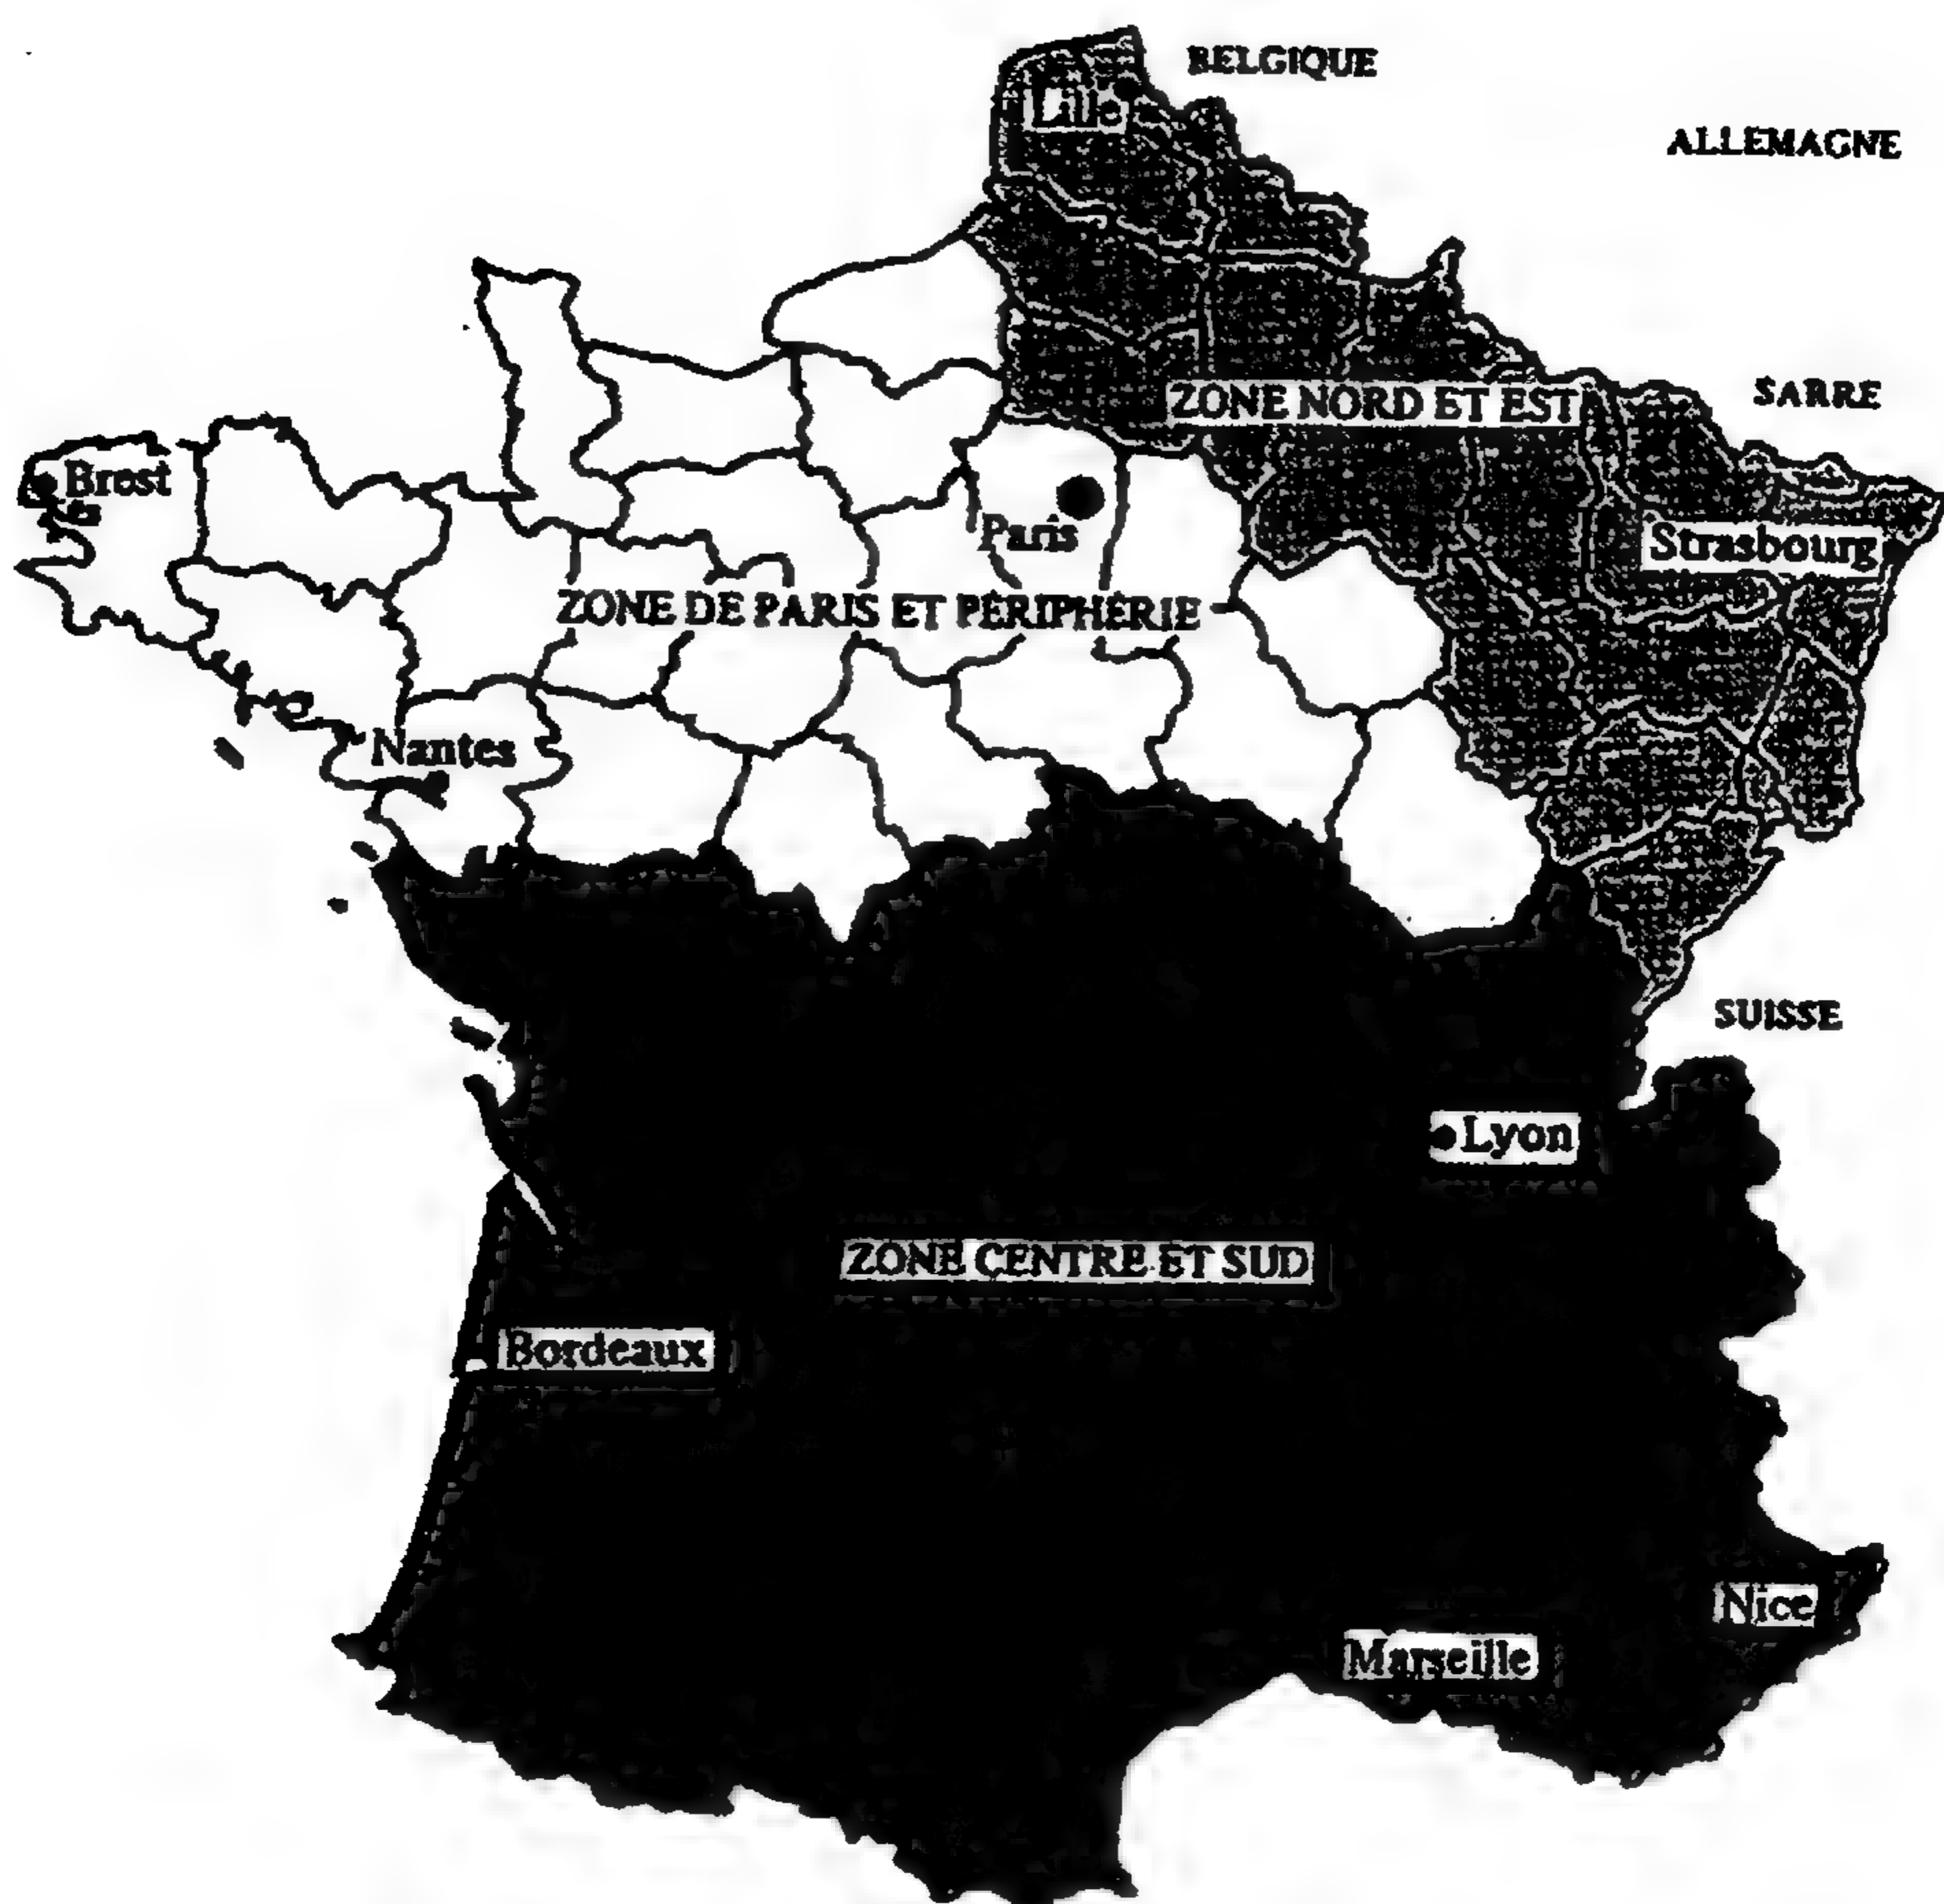 BELGIQUE
Lille
ALLEMAGNE
ZONE NORD ET EST
SARRE
Brest
Paris
Strasbourg
ZONE DE PARIS ET PÉRIPHÉRIE
Nantes
SUISSE
Lyon
ZONE CENTRE ET SUD
Bordeaux
Nice
Marseille